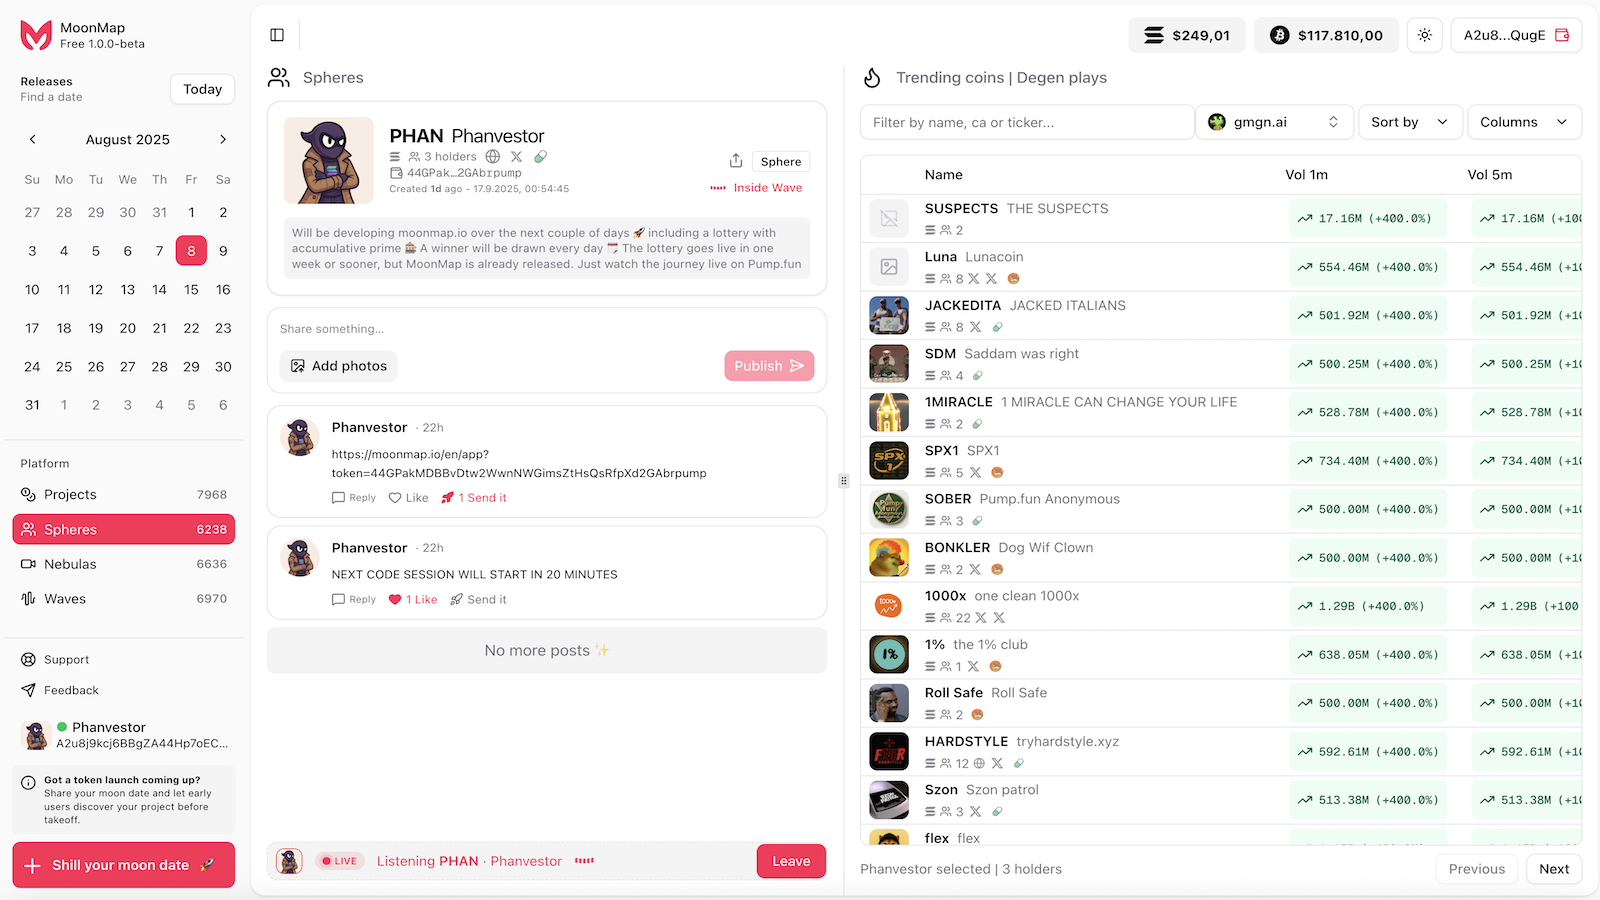 MoonMap
Free 1.0.0-beta
Releases
Find a date
Today
August 2025
Su Mo Tu We Th Fr Sa
27 28 29 30 31 1 2
3 4 5 6 7 8 9
10 11 12 13 14 15 16
17 18 19 20 21 22 23
24 25 26 27 28 29 30
31 1 2 3 4 5 6
Platform
Projects 7968
Spheres 6238
Nebulas 6636
Waves 6970
Support
Feedback
Phanvestor
A2u8j9kcj6BBgZA44Hp7oEC...
Got a token launch coming up?
Share your moon date and let early
users discover your project before
takeoff.
Shill your moon date 🚀
$249,01
$117.810,00
A2u8...QugE
Spheres
PHAN Phanvestor
3 holders
44GPak…2GAbrpump
Created 1d ago - 17.9.2025, 00:54:45
Sphere
Inside Wave
Will be developing moonmap.io over the next couple of days 🚀 including a lottery with
accumulative prime 🎰 A winner will be drawn every day 🗓️ The lottery goes live in one
week or sooner, but MoonMap is already released. Just watch the journey live on Pump.fun
Share something...
Add photos
Publish
Phanvestor · 22h
https://moonmap.io/en/app?
token=44GPakMDBBvDtw2WwnNWGimsZtHsQsRfpXd2GAbrpump
Reply Like 1 Send it
Phanvestor · 22h
NEXT CODE SESSION WILL START IN 20 MINUTES
Reply 1 Like Send it
No more posts ✨
LIVE Listening PHAN · Phanvestor
Leave
Trending coins | Degen plays
Filter by name, ca or ticker...
gmgn.ai
Sort by
Columns
Name Vol 1m Vol 5m
SUSPECTS THE SUSPECTS
2
17.16M (+400.0%) 17.16M (+10
Luna Lunacoin
8
554.46M (+400.0%) 554.46M (+1
JACKEDITA JACKED ITALIANS
8
501.92M (+400.0%) 501.92M (+1
SDM Saddam was right
4
500.25M (+400.0%) 500.25M (+1
1MIRACLE 1 MIRACLE CAN CHANGE YOUR LIFE
2
528.78M (+400.0%) 528.78M (+1
SPX1 SPX1
SPX
1
5
734.40M (+400.0%) 734.40M (+1
SOBER Pump.fun Anonymous
3
500.00M (+400.0%) 500.00M (+1
BONKLER Dog Wif Clown
2
500.00M (+400.0%) 500.00M (+1
1000x one clean 1000x
1000x
22
1.29B (+400.0%) 1.29B (+100
1% the 1% club
1%
1
638.05M (+400.0%) 638.05M (+1
Roll Safe Roll Safe
2
500.00M (+400.0%) 500.00M (+1
HARDSTYLE tryhardstyle.xyz
12
592.61M (+400.0%) 592.61M (+1
Szon Szon patrol
3
513.38M (+400.0%) 513.38M (+1
flex flex
Phanvestor selected | 3 holders
Previous
Next